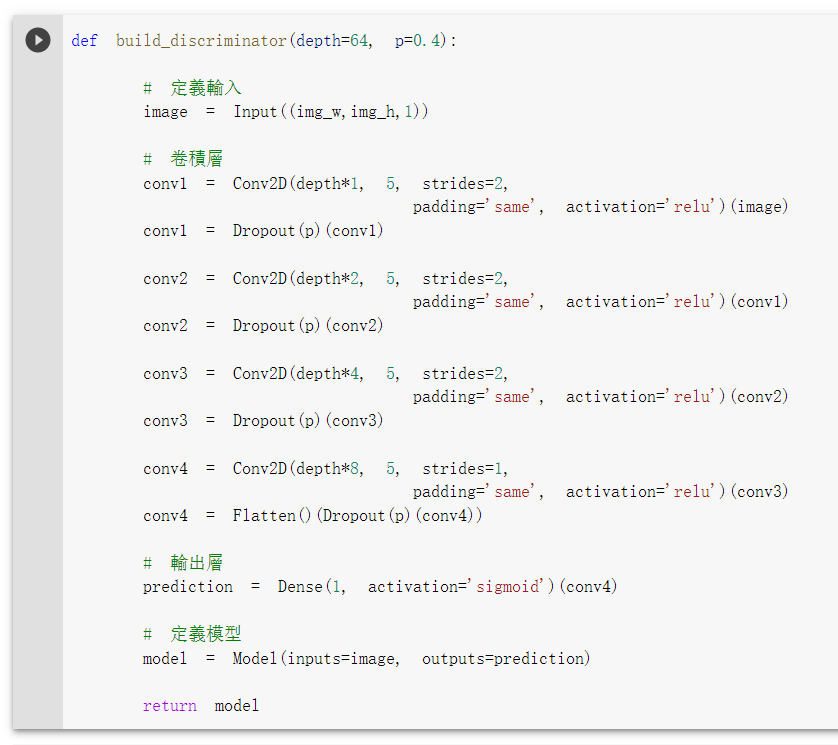 def build_discriminator(depth=64, p=0.4):
# 定義輸入
image = Input((img_w,img_h,1))
# 卷積層
conv1 = Conv2D(depth*1, 5, strides=2,
padding='same', activation='relu')(image)
conv1 = Dropout(p)(conv1)
conv2 = Conv2D(depth*2, 5, strides=2,
padding='same', activation='relu')(conv1)
conv2 = Dropout(p)(conv2)
conv3 = Conv2D(depth*4, 5, strides=2,
padding='same', activation='relu')(conv2)
conv3 = Dropout(p)(conv3)
conv4 = Conv2D(depth*8, 5, strides=1,
padding='same', activation='relu')(conv3)
conv4 = Flatten()(Dropout(p)(conv4))
# 輸出層
prediction = Dense(1, activation='sigmoid')(conv4)
# 定義模型
model = Model(inputs=image, outputs=prediction)
return model